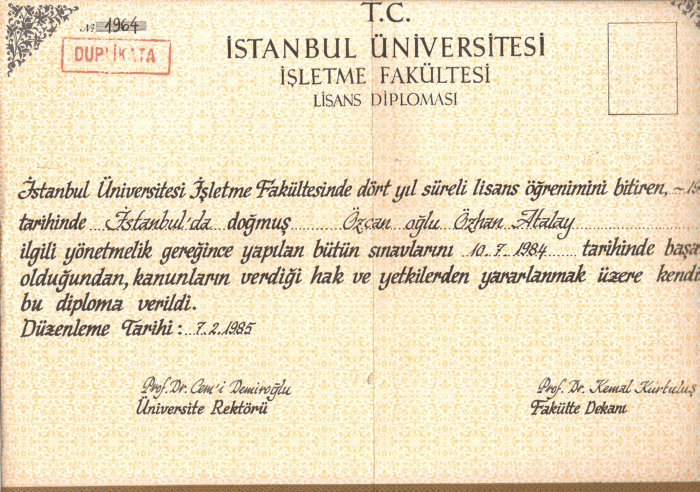 № 1964
DUPLİKATA
T.C.
İSTANBUL ÜNİVERSİTESİ
İŞLETME FAKÜLTESİ
LİSANS DİPLOMASI
İstanbul Üniversitesi İşletme Fakültesinde dört yıl süreli lisans öğrenimini bitiren,
tarihinde İstanbul'da doğmuş Özcan oğlu Özhan Atalay
ilgili yönetmelik gereğince yapılan bütün sınavlarını 10.7.1984 tarihinde başa
olduğundan, kanunların verdiği hak ve yetkilerden yararlanmak üzere kendi
bu diploma verildi.
Düzenleme Tarihi: 7.2.1985
Prof. Dr. Cem'i Demiroğlu
Üniversite Rektörü
Prof. Dr. Kemal Kurtuluş
Fakülte Dekanı